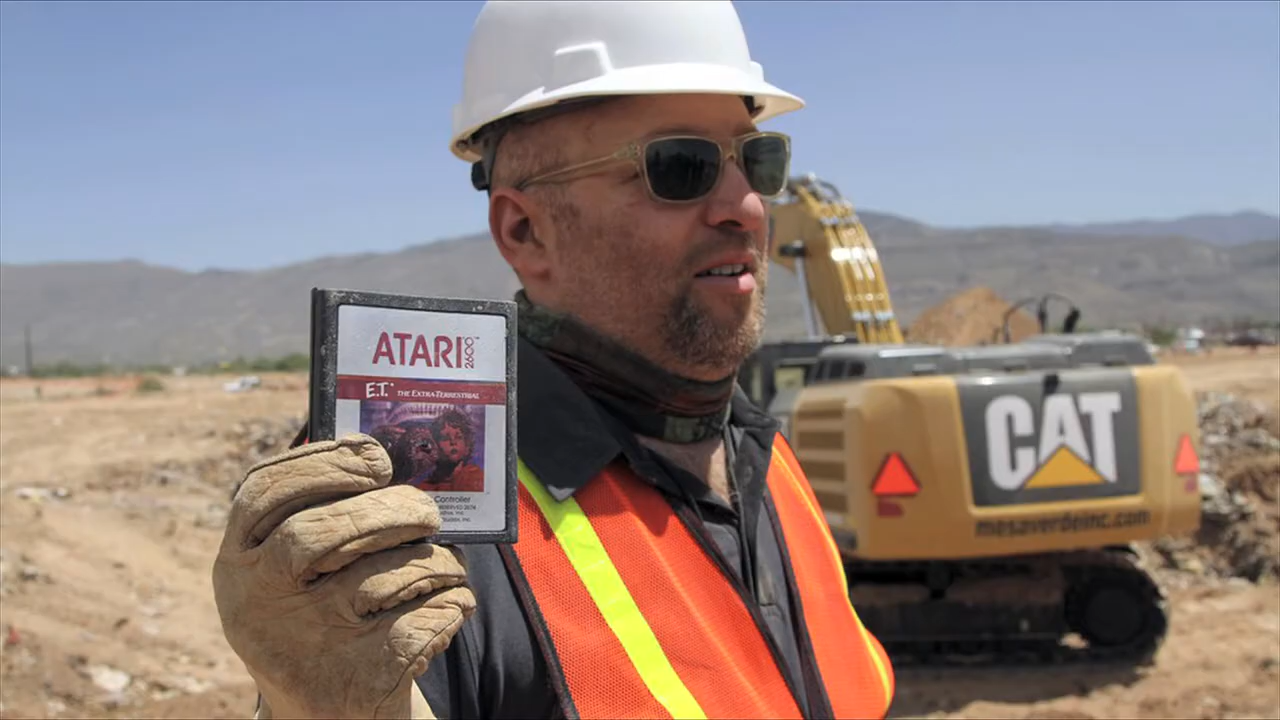 ATARI 2600
E.T.* THE EXTRA-TERRESTRIAL
Controller
CAT
mesaverdeinc.com